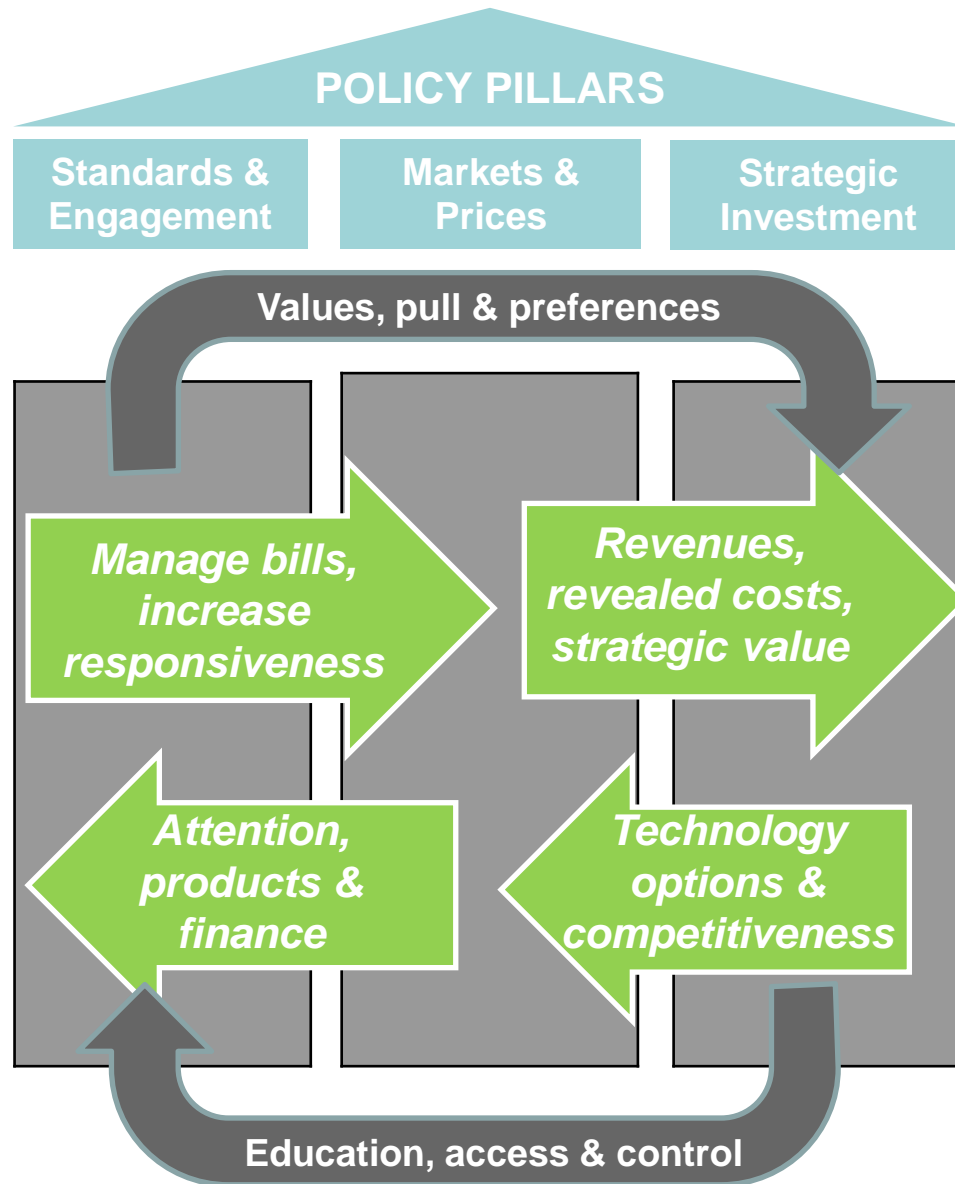 POLICY PILLARS
Standards &
Engagement
Markets &
Prices
Strategic
Investment
Values, pull & preferences
Manage bills,
increase
responsiveness
Revenues,
revealed costs,
strategic value
Attention,
products &
finance
Technology
options &
competitiveness
Education, access & control